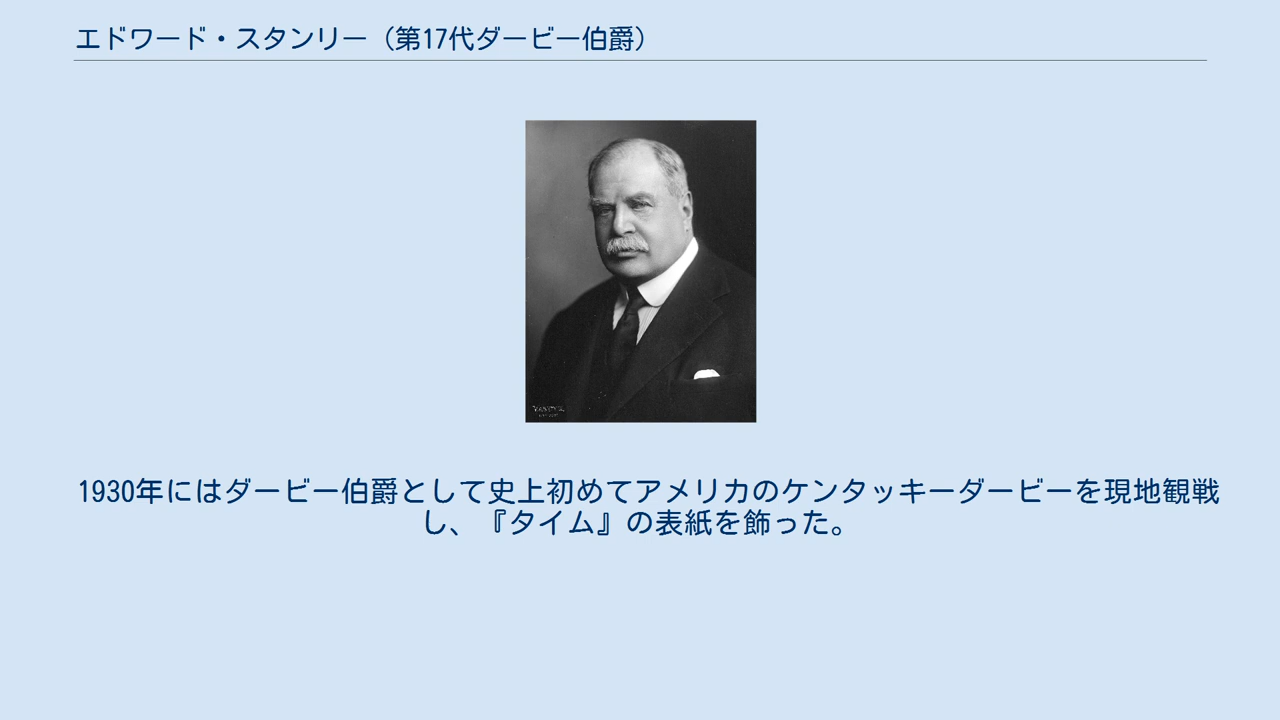 エドワード・スタンリー（第17代ダービー伯爵）
1930年にはダービー伯爵として史上初めてアメリカのケンタッキーダービーを現地観戦
し、『タイム』の表紙を飾った。